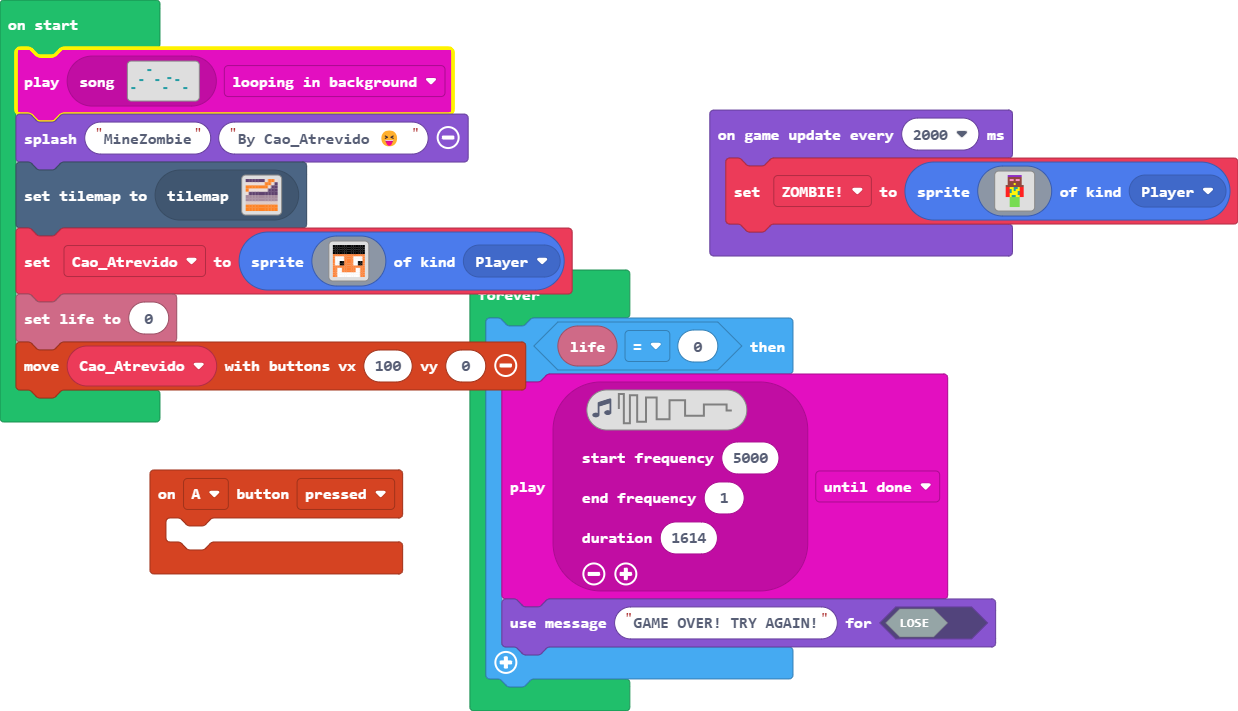 on start
play song looping in background
splash "MineZombie" "By Cao_Atrevido 😝 "
set tilemap to tilemap
set Cao_Atrevido to sprite of kind Player
set life to 0
move Cao_Atrevido with buttons vx 100 vy 0
on A button pressed
on game update every 2000 ms
set ZOMBIE! to sprite of kind Player
forever
life = 0 then
play
start frequency 5000
end frequency 1
duration 1614
until done
use message "GAME OVER! TRY AGAIN!" for LOSE